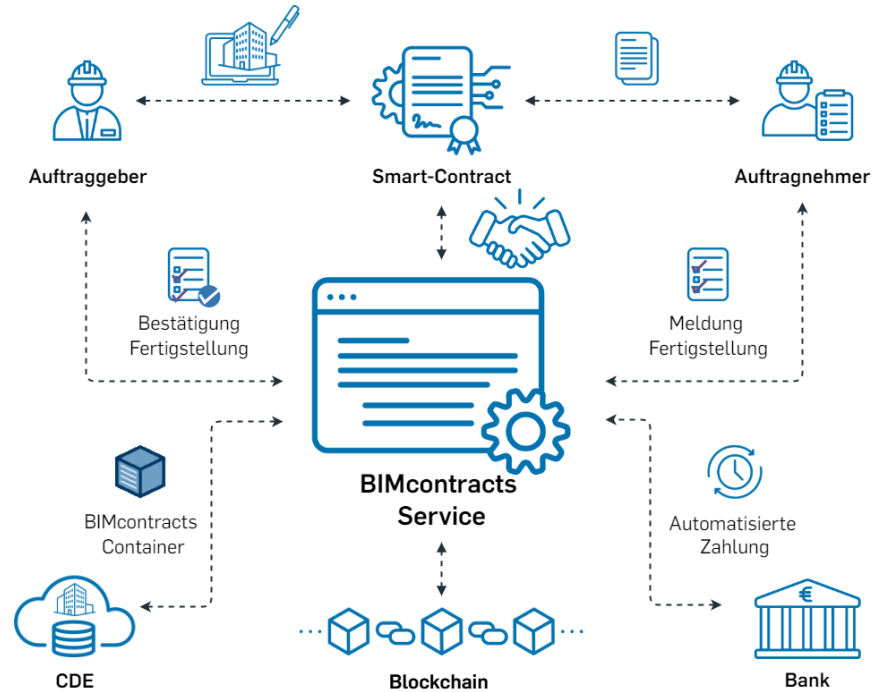 Auftraggeber
Smart-Contract
Auftragnehmer
Bestätigung
Fertigstellung
Meldung
Fertigstellung
BIMcontracts
Service
BIMcontracts
Container
Automatisierte
Zahlung
€
CDE
Blockchain
Bank